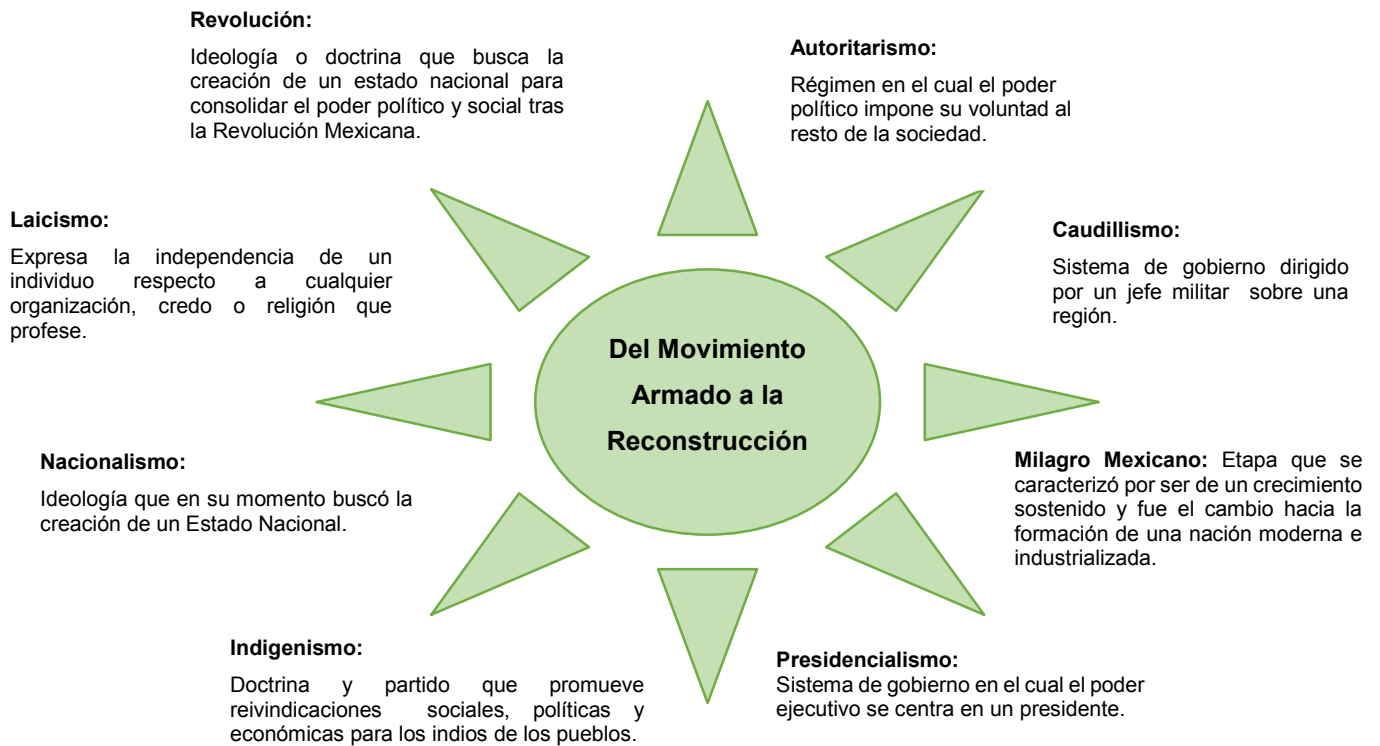 Revolución:
Ideología o doctrina que busca la
creación de un estado nacional para
consolidar el poder político y social tras
la Revolución Mexicana.
Autoritarismo:
Régimen en el cual el poder
político impone su voluntad al
resto de la sociedad.
Laicismo:
Expresa la independencia de un
individuo respecto a cualquier
organización, credo o religión que
profese.
Caudillismo:
Sistema de gobierno dirigido
por un jefe militar sobre una
región.
Del Movimiento
Armado a la
Reconstrucción
Nacionalismo:
Ideología que en su momento buscó la
creación de un Estado Nacional.
Milagro Mexicano: Etapa que se
caracterizó por ser de un crecimiento
sostenido y fue el cambio hacia la
formación de una nación moderna e
industrializada.
Indigenismo:
Doctrina y partido que promueve
reivindicaciones sociales, políticas y
económicas para los indios de los pueblos.
Presidencialismo:
Sistema de gobierno en el cual el poder
ejecutivo se centra en un presidente.